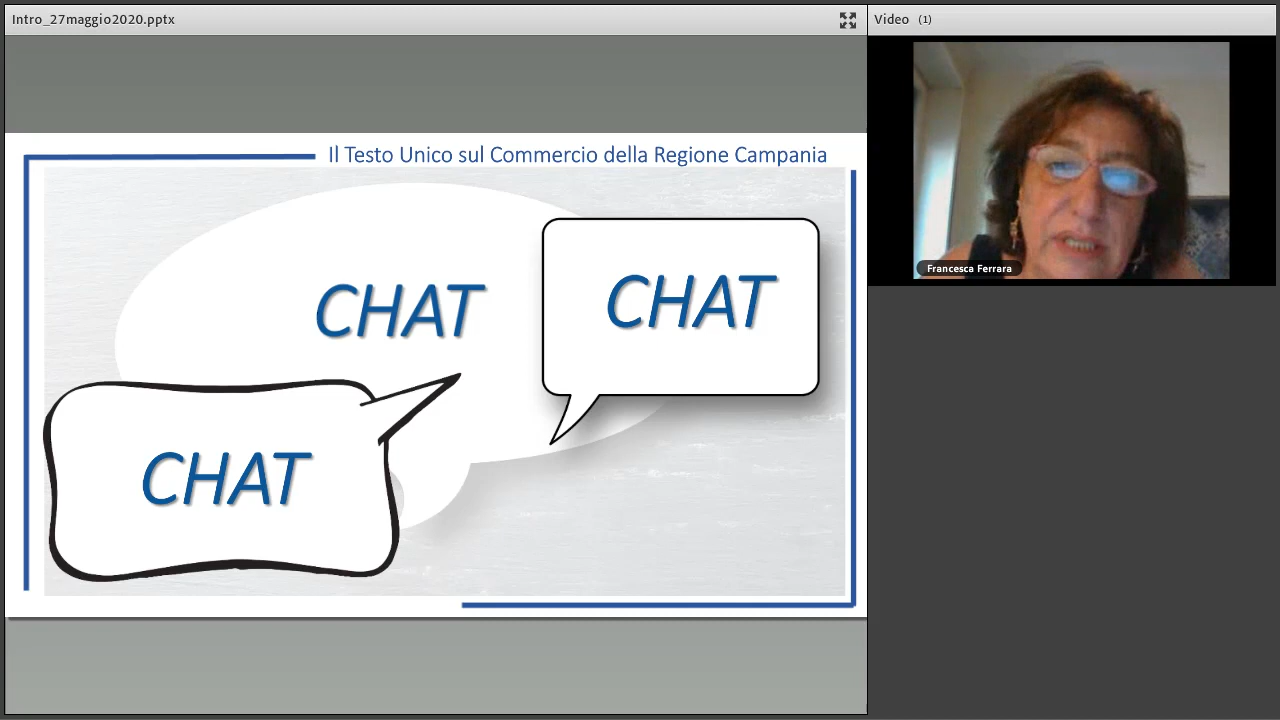 Intro_27maggio2020.pptx
Video (1)
Il Testo Unico sul Commercio della Regione Campania
CHAT
CHAT
CHAT
Francesca Ferrara